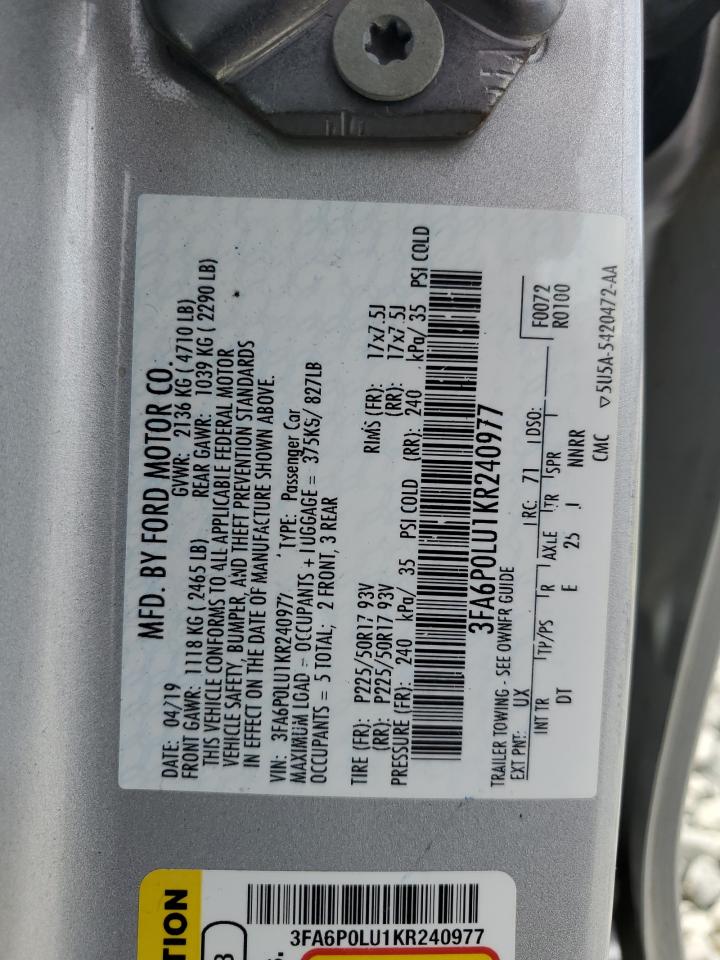 MFD. BY FORD MOTOR CO.
DATE: 04/19 GVWR: 2136 KG ( 4710 LB)
FRONT GAWR: 1118 KG ( 2465 LB) REAR GAWR: 1039 KG ( 2290 LB)
THIS VEHICLE CONFORMS TO ALL APPLICABLE FEDERAL MOTOR
VEHICLE SAFETY, BUMPER, AND THEFT PREVENTION STANDARDS
IN EFFECT ON THE DATE OF MANUFACTURE SHOWN ABOVE.
VIN: 3FA6P0LU1KR240977 TYPE: Passenger Car
MAXIMUM LOAD = OCCUPANTS + LUGGAGE = 375KG/ 827LB
OCCUPANTS = 5 TOTAL; 2 FRONT, 3 REAR
TIRE (FR): P225/50R17 93V RIMS (FR): 17x7.5J
(RR): P225/50R17 93V (RR): 17x7.5J
PRESSURE (FR): 240 kPa/ 35 PSI COLD (RR): 240 kPa/ 35 PSI COLD
3FA6P0LU1KR240977
TRAILER TOWING - SEE OWNER GUIDE
EXT PNT: UX RC: 71 DSO: F0072
INT TR TP/PS R AXLE TR SPR R0100
DT E 25 J NNRR
CMC ▽5U5A-5420472-AA
3FA6P0LU1KR240977